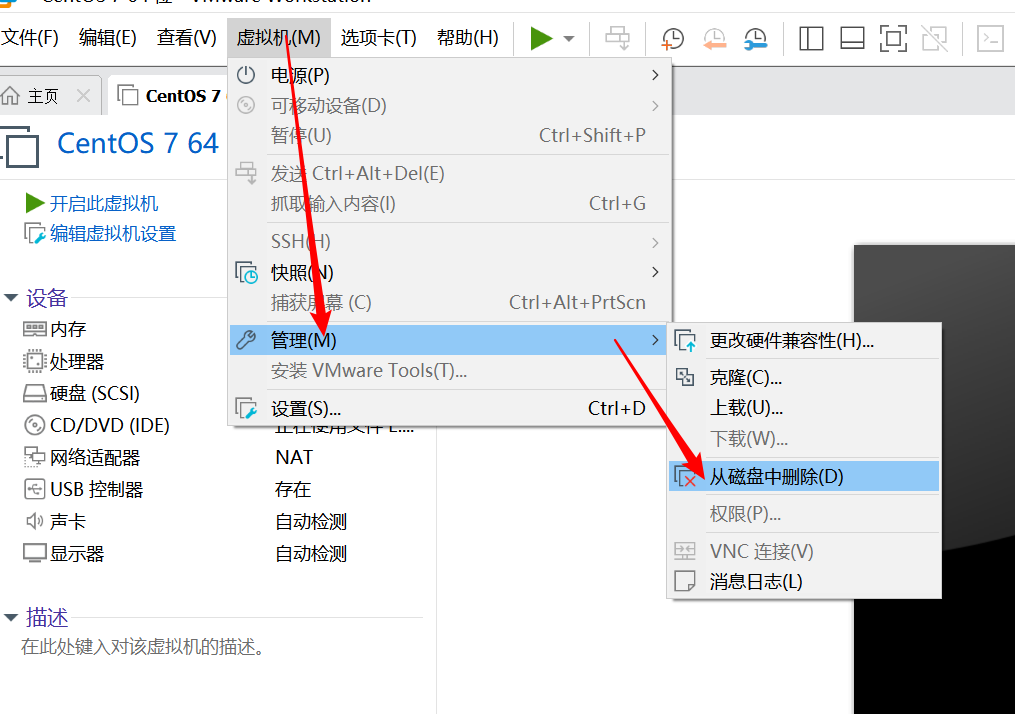 CentOS 7 64 位 - VMware Workstation
文件(F) 编辑(E) 查看(V) 虚拟机(M) 选项卡(T) 帮助(H)
主页 CentOS 7
CentOS 7 64
开启此虚拟机
编辑虚拟机设置
设备
内存
处理器
硬盘 (SCSI)
CD/DVD (IDE) 正在使用文件 E:...
网络适配器 NAT
USB 控制器 存在
声卡 自动检测
显示器 自动检测
描述
在此处键入对该虚拟机的描述。
电源(P)
可移动设备(D)
暂停(U) Ctrl+Shift+P
发送 Ctrl+Alt+Del(E)
抓取输入内容(I) Ctrl+G
SSH(H)
快照(N)
捕获屏幕 (C) Ctrl+Alt+PrtScn
管理(M)
安装 VMware Tools(T)...
设置(S)... Ctrl+D
更改硬件兼容性(H)...
克隆(C)...
上载(U)...
下载(W)...
从磁盘中删除(D)
权限(P)...
VNC 连接(V)
消息日志(L)